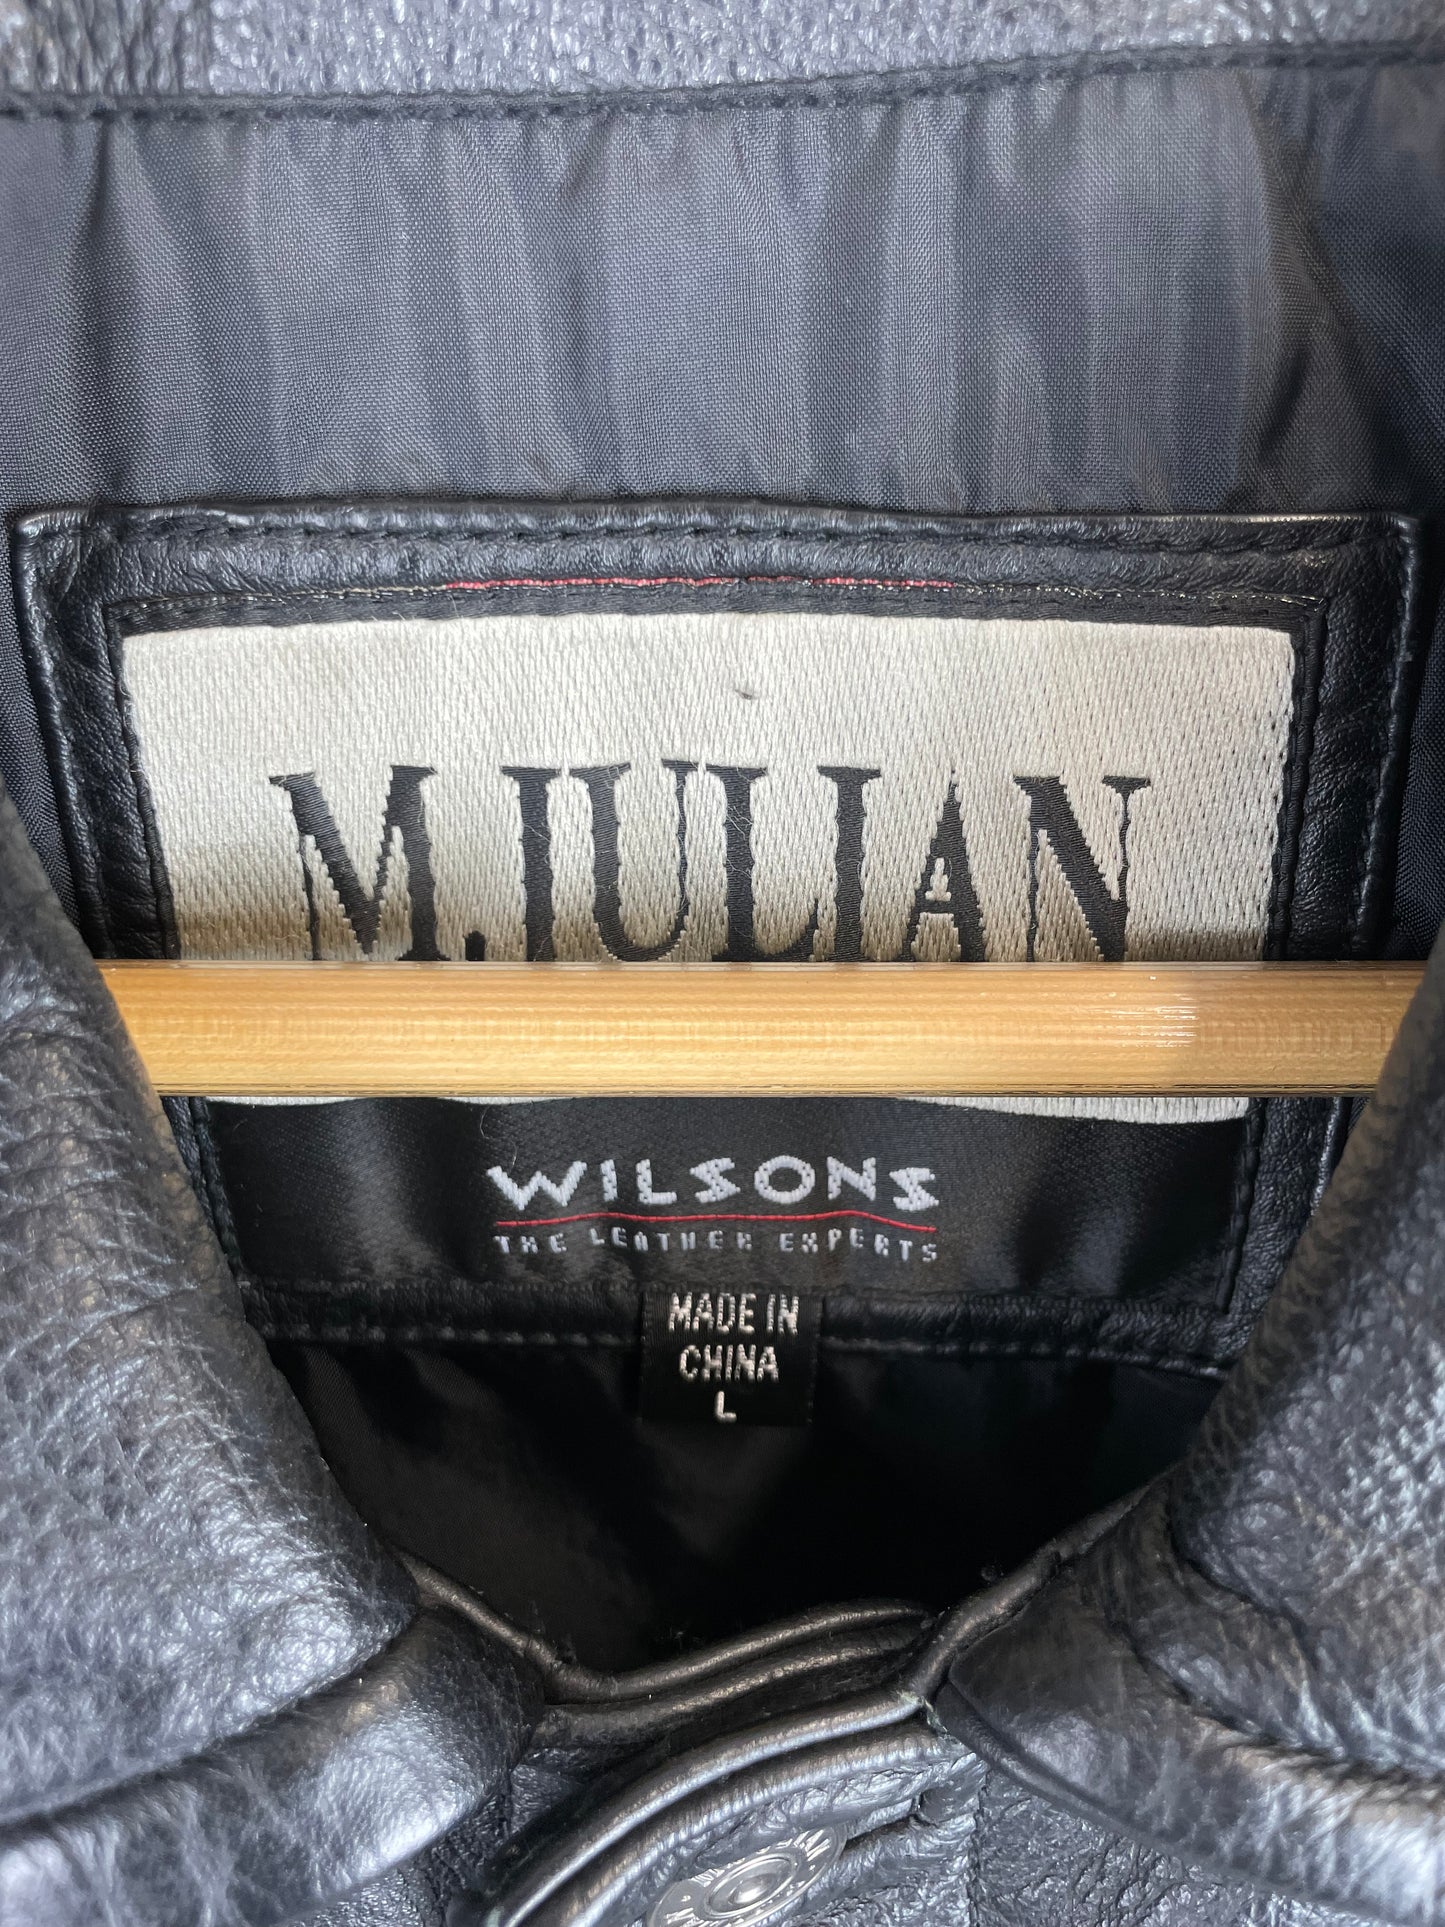 M. JULIAN
WILSONS
THE LEATHER EXPERTS
MADE IN
CHINA
L